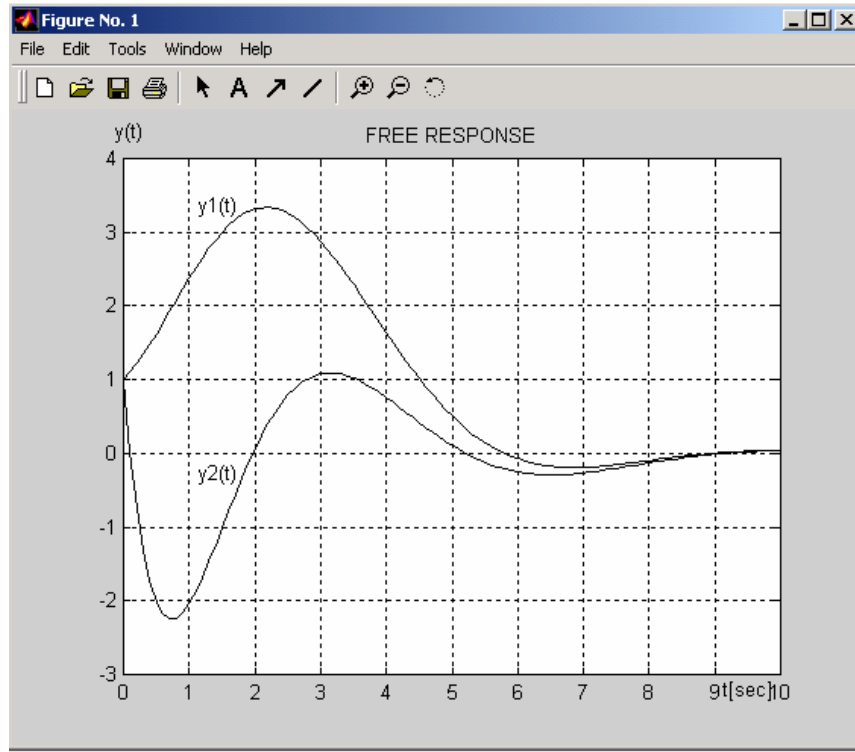 Figure No. 1
File Edit Tools Window Help
A
y(t) FREE RESPONSE
4
y1(t)
3
2
1
0
y2(t)
-1
-2
-3
0 1 2 3 4 5 6 7 8 9t[sec]10